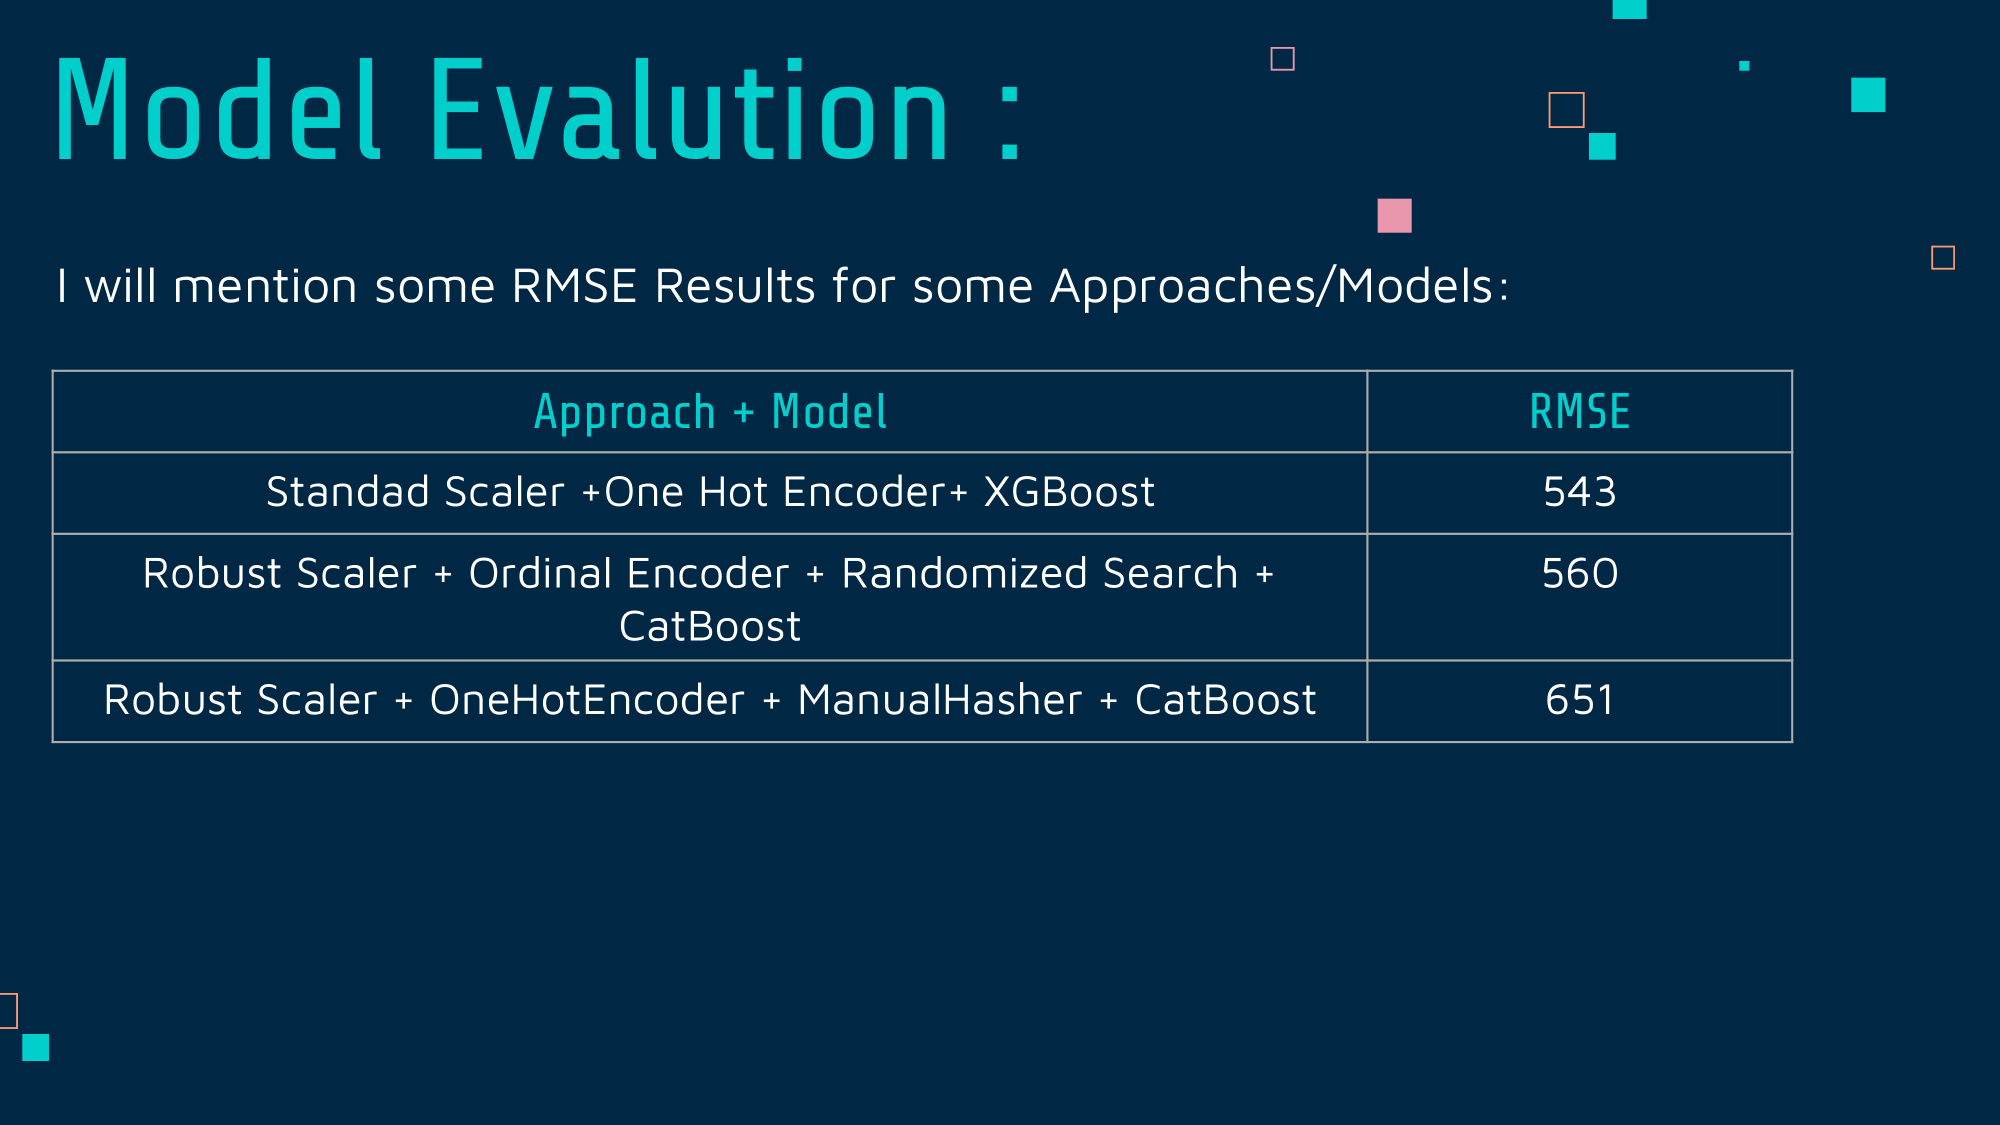 Model Evalution :
I will mention some RMSE Results for some Approaches/Models:
Approach + Model
RMSE
Standad Scaler +One Hot Encoder+ XGBoost
543
Robust Scaler + Ordinal Encoder + Randomized Search +
CatBoost
560
Robust Scaler + OneHotEncoder + ManualHasher + CatBoost
651